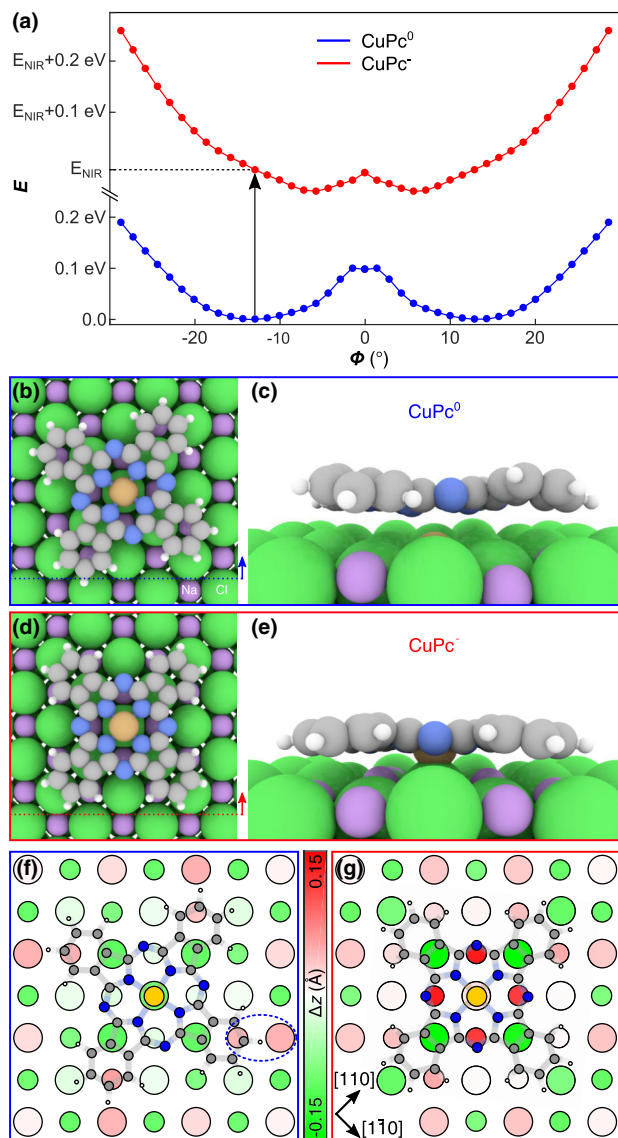 (a)
CuPc⁰
CuPc⁻
E_NIR+0.2 eV
E_NIR+0.1 eV
E_NIR
E
0.2 eV
0.1 eV
0.0
-20 -10 0 10 20
Φ (°)
(b)
(c)
CuPc⁰
Na Cl
(d)
(e)
CuPc⁻
(f)
0.15
Δz (Å)
-0.15
(g)
[110]
[11̄0]